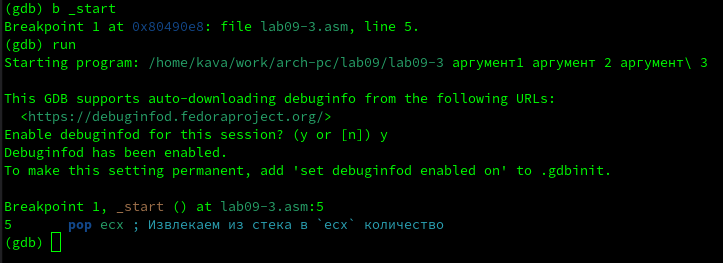 (gdb) b _start
Breakpoint 1 at 0x80490e8: file lab09-3.asm, line 5.
(gdb) run
Starting program: /home/kava/work/arch-pc/lab09/lab09-3 аргумент1 аргумент 2 аргумент\ 3
This GDB supports auto-downloading debuginfo from the following URLs:
<https://debuginfod.fedoraproject.org/>
Enable debuginfod for this session? (y or [n]) y
Debuginfod has been enabled.
To make this setting permanent, add 'set debuginfod enabled on' to .gdbinit.
Breakpoint 1, _start () at lab09-3.asm:5
5 pop ecx ; Извлекаем из стека в `ecx` количество
(gdb)